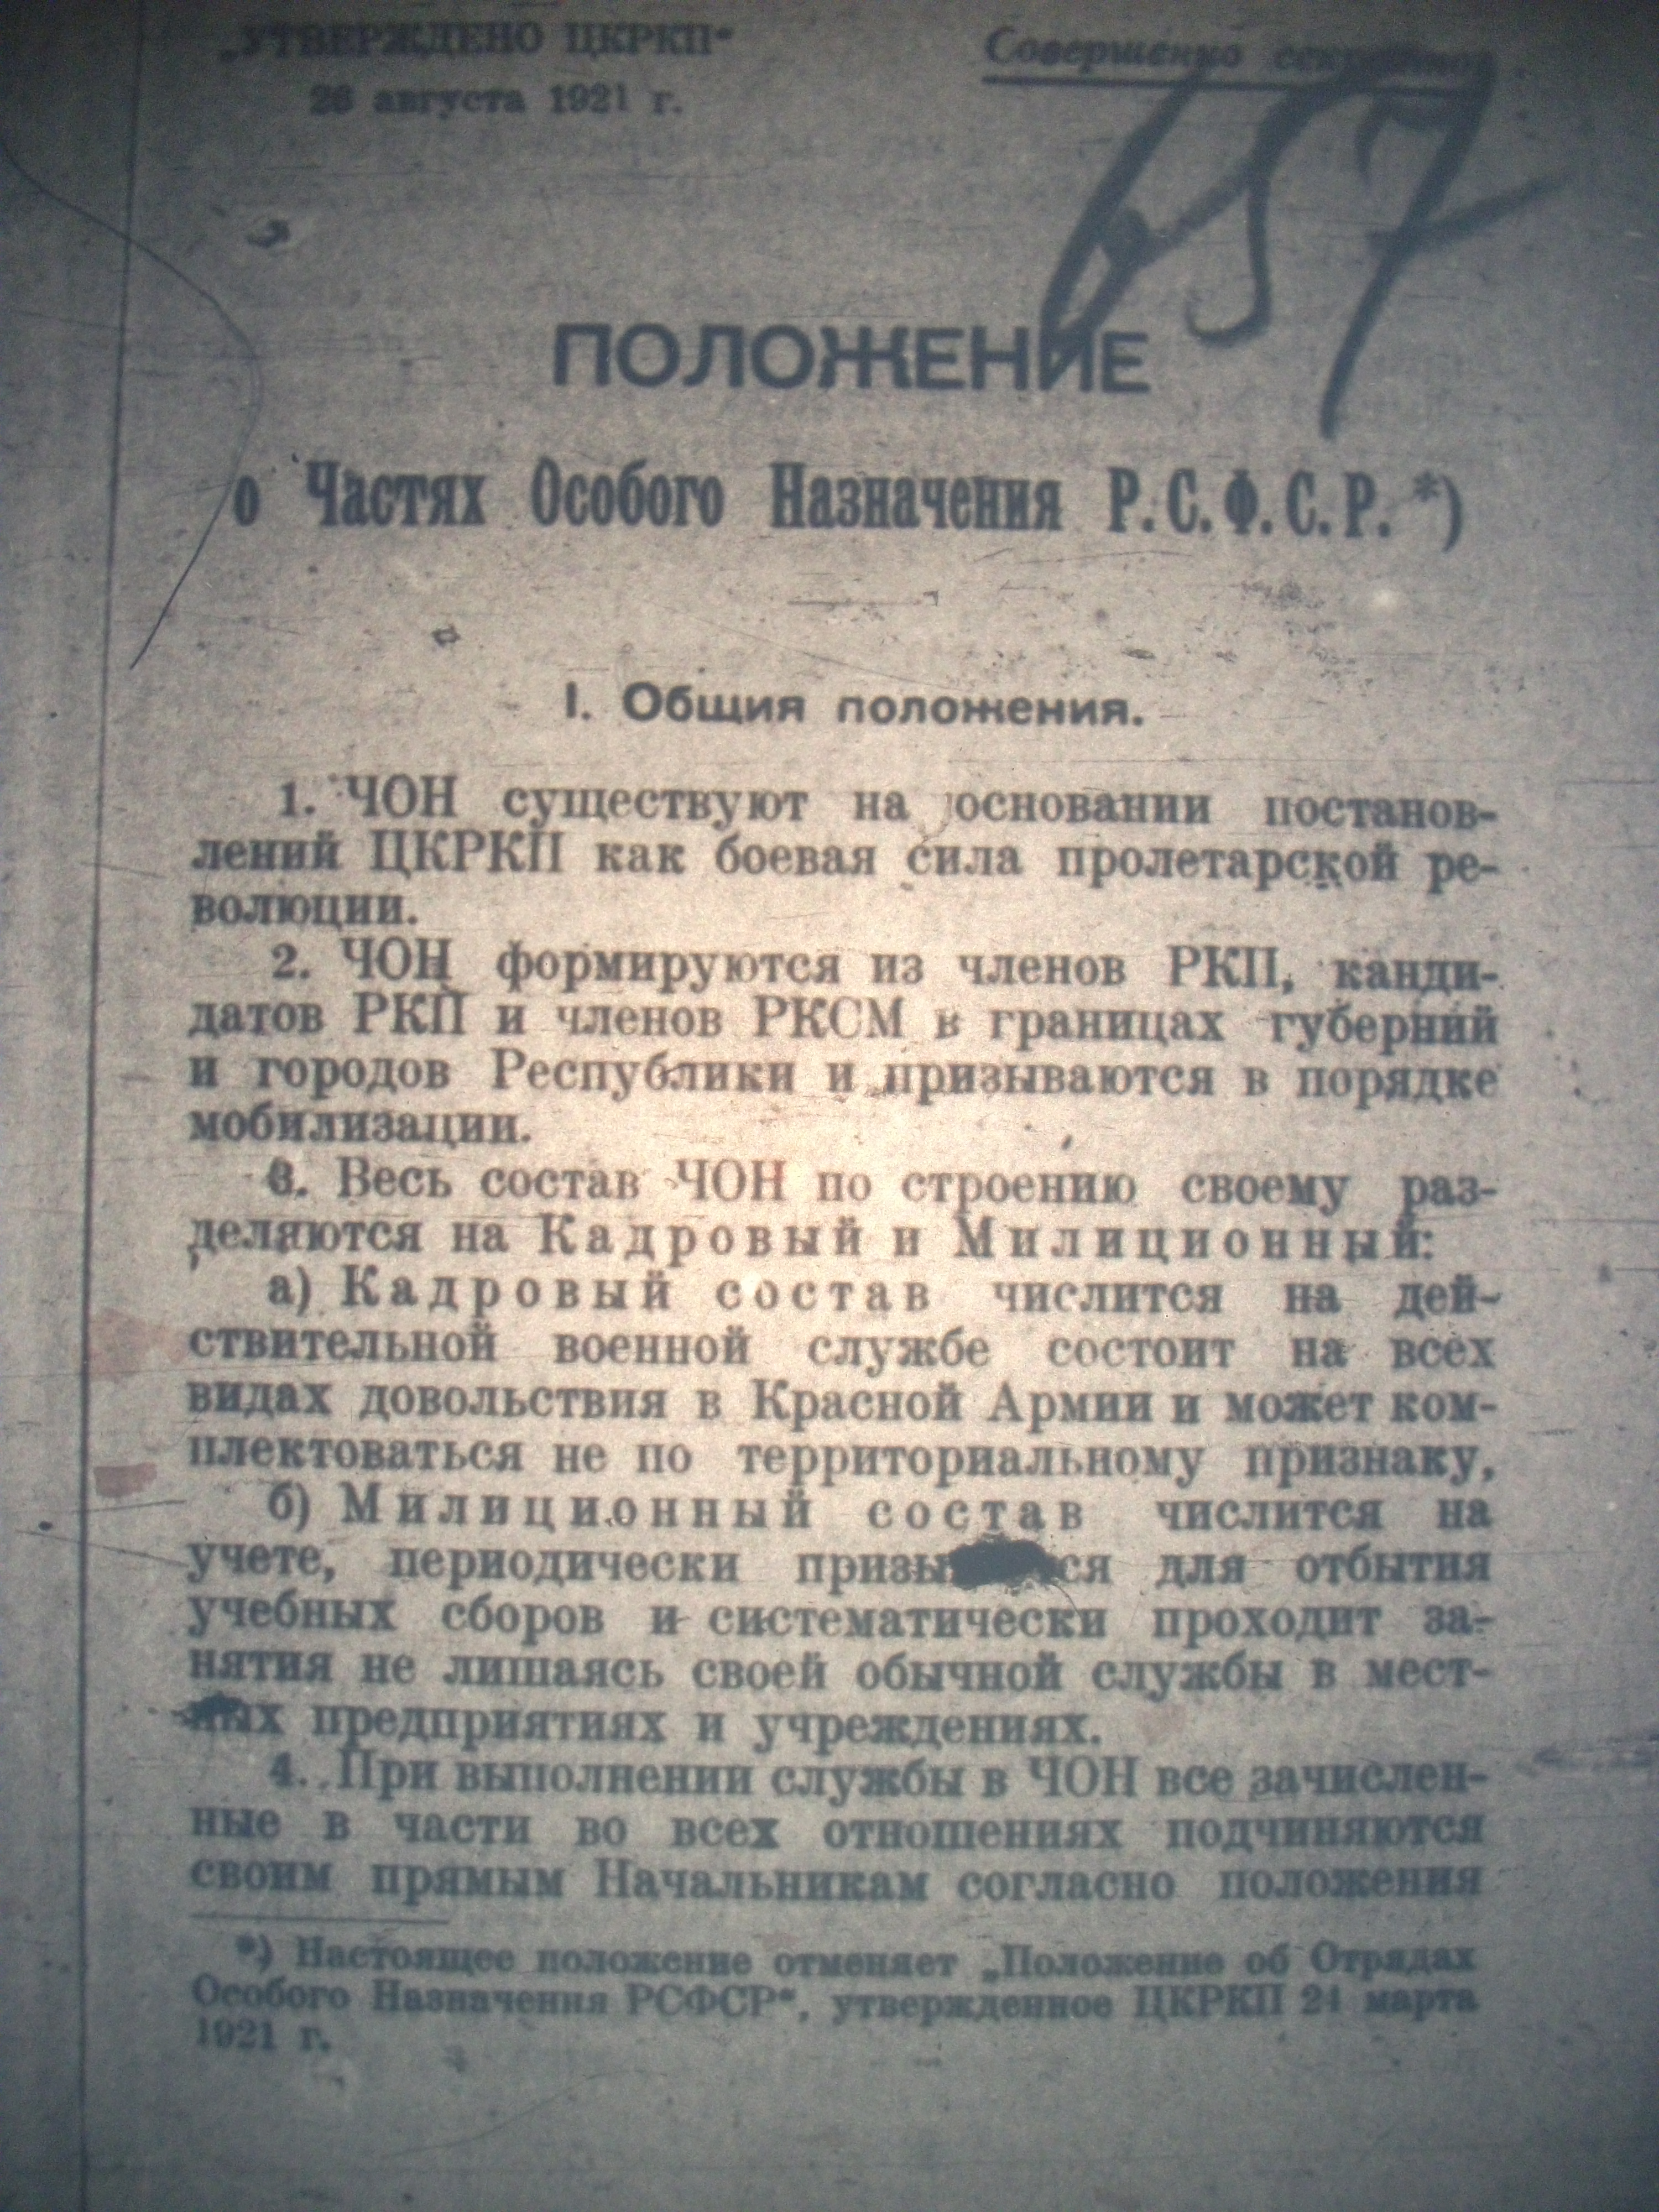 „УТВЕРЖДЕНО ЦКРКП“
Совершенно секретно.
26 августа 1921 г.
657
ПОЛОЖЕНИЕ
о Частях Особого Назначения Р.С.Ф.С.Р. *)
I. Общия положения.
1. ЧОН существуют на основании постанов-
лений ЦКРКП как боевая сила пролетарской ре-
волюции.
2. ЧОН формируются из членов РКП, канди-
датов РКП и членов РКСМ в границах губерний
и городов Республики и призываются в порядке
мобилизации.
3. Весь состав ЧОН по строению своему раз-
деляются на Кадровый и Милиционный:
а) Кадровый состав числится на дей-
ствительной военной службе состоит на всех
видах довольствия в Красной Армии и может ком-
плектоваться не по территориальному признаку,
б) Милиционный состав числится на
учете, периодически призы ся для отбытия
учебных сборов и систематически проходит за-
нятия не лишаясь своей обычной службы в мест-
ных предприятиях и учреждениях.
4. При выполнении службы в ЧОН все зачислен-
ные в части во всех отношениях подчиняются
своим прямым Начальникам согласно положения
*) Настоящее положение отменяет „Положение об Отрядах
Особого Назначения РСФСР“, утвержденное ЦКРКП 24 марта
1921 г.